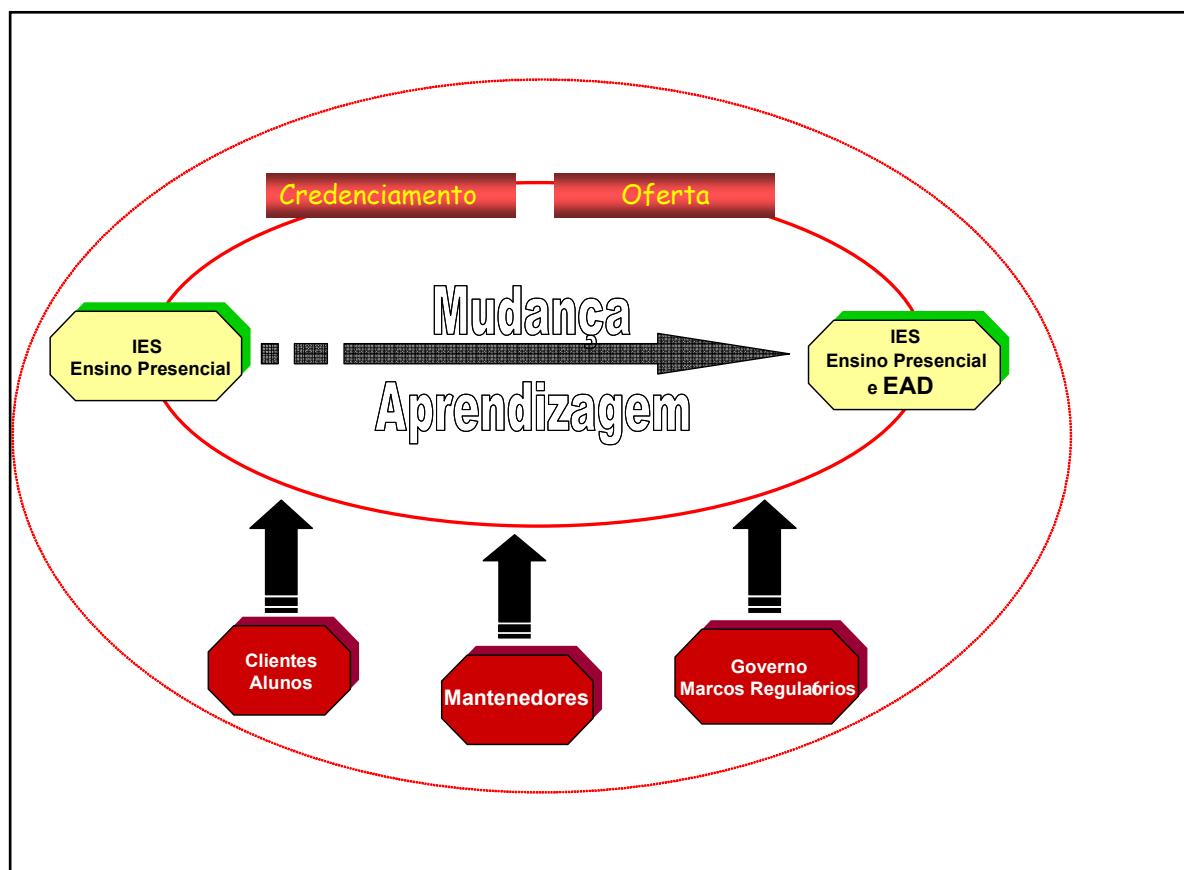 Credenciamento
Oferta
Mudança
Aprendizagem
IES
Ensino Presencial
IES
Ensino Presencial
e EAD
Clientes
Alunos
Mantenedores
Governo
Marcos Regulatórios